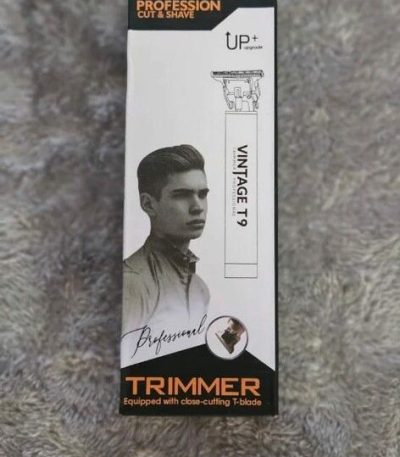 PROFESSION
CUT & SHAVE
UP+
upgrade
VINTAGE T9
Professional
TRIMMER
Equipped with close-cutting T-blade